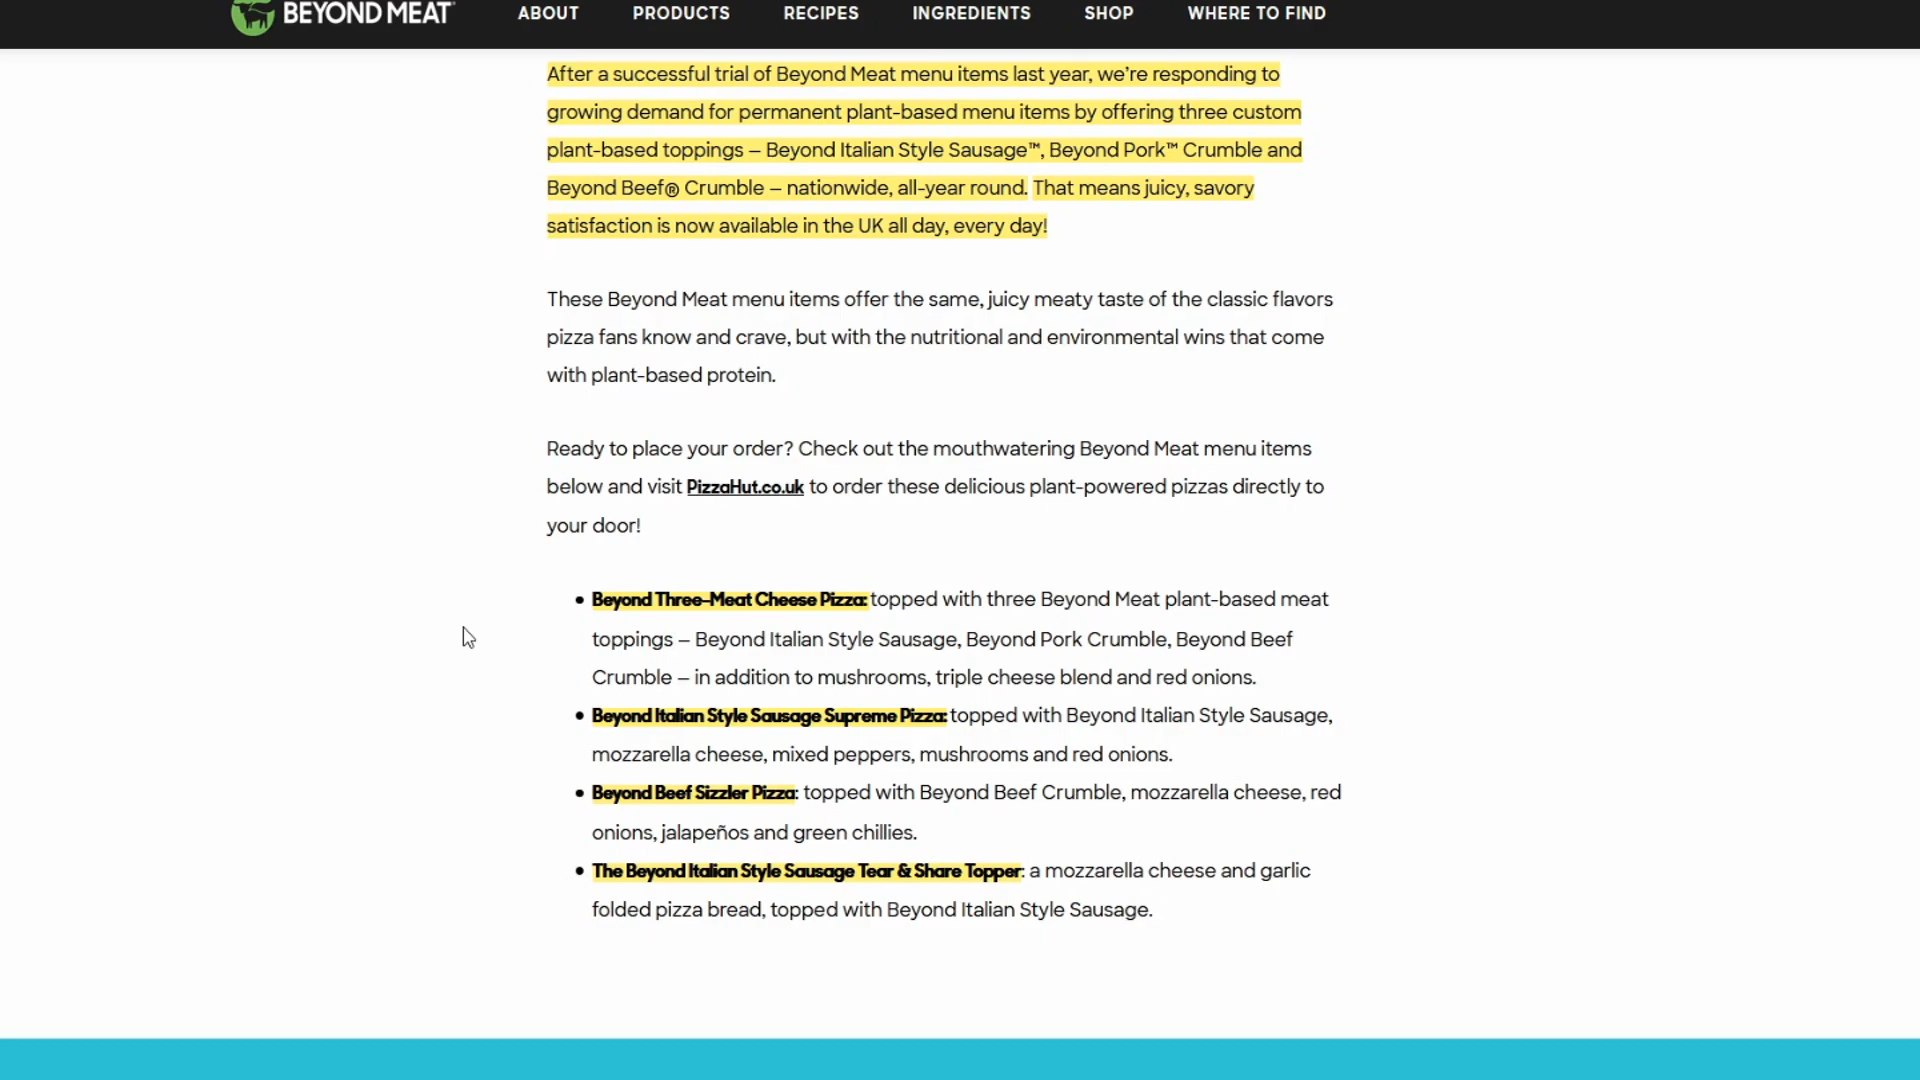 BEYOND MEAT
ABOUT PRODUCTS RECIPES INGREDIENTS SHOP WHERE TO FIND
After a successful trial of Beyond Meat menu items last year, we’re responding to
growing demand for permanent plant-based menu items by offering three custom
plant-based toppings – Beyond Italian Style Sausage™, Beyond Pork™ Crumble and
Beyond Beef® Crumble – nationwide, all-year round. That means juicy, savory
satisfaction is now available in the UK all day, every day!
These Beyond Meat menu items offer the same, juicy meaty taste of the classic flavors
pizza fans know and crave, but with the nutritional and environmental wins that come
with plant-based protein.
Ready to place your order? Check out the mouthwatering Beyond Meat menu items
below and visit PizzaHut.co.uk to order these delicious plant-powered pizzas directly to
your door!
• Beyond Three-Meat Cheese Pizza: topped with three Beyond Meat plant-based meat
toppings – Beyond Italian Style Sausage, Beyond Pork Crumble, Beyond Beef
Crumble – in addition to mushrooms, triple cheese blend and red onions.
• Beyond Italian Style Sausage Supreme Pizza: topped with Beyond Italian Style Sausage,
mozzarella cheese, mixed peppers, mushrooms and red onions.
• Beyond Beef Sizzler Pizza: topped with Beyond Beef Crumble, mozzarella cheese, red
onions, jalapeños and green chillies.
• The Beyond Italian Style Sausage Tear & Share Topper: a mozzarella cheese and garlic
folded pizza bread, topped with Beyond Italian Style Sausage.